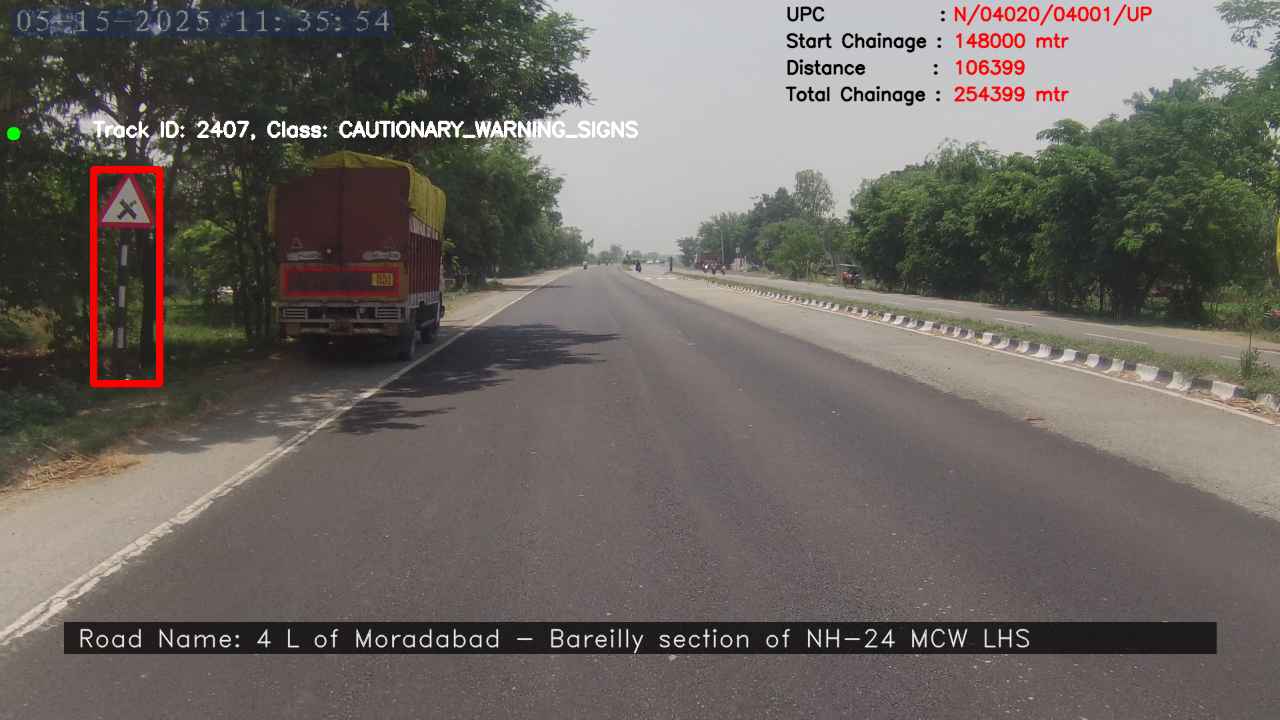 05-15-2025 11:35:54
UPC : N/04020/04001/UP
Start Chainage : 148000 mtr
Distance : 106399
Total Chainage : 254399 mtr
Track ID: 2407, Class: CAUTIONARY_WARNING_SIGNS
Road Name: 4 L of Moradabad - Bareilly section of NH-24 MCW LHS